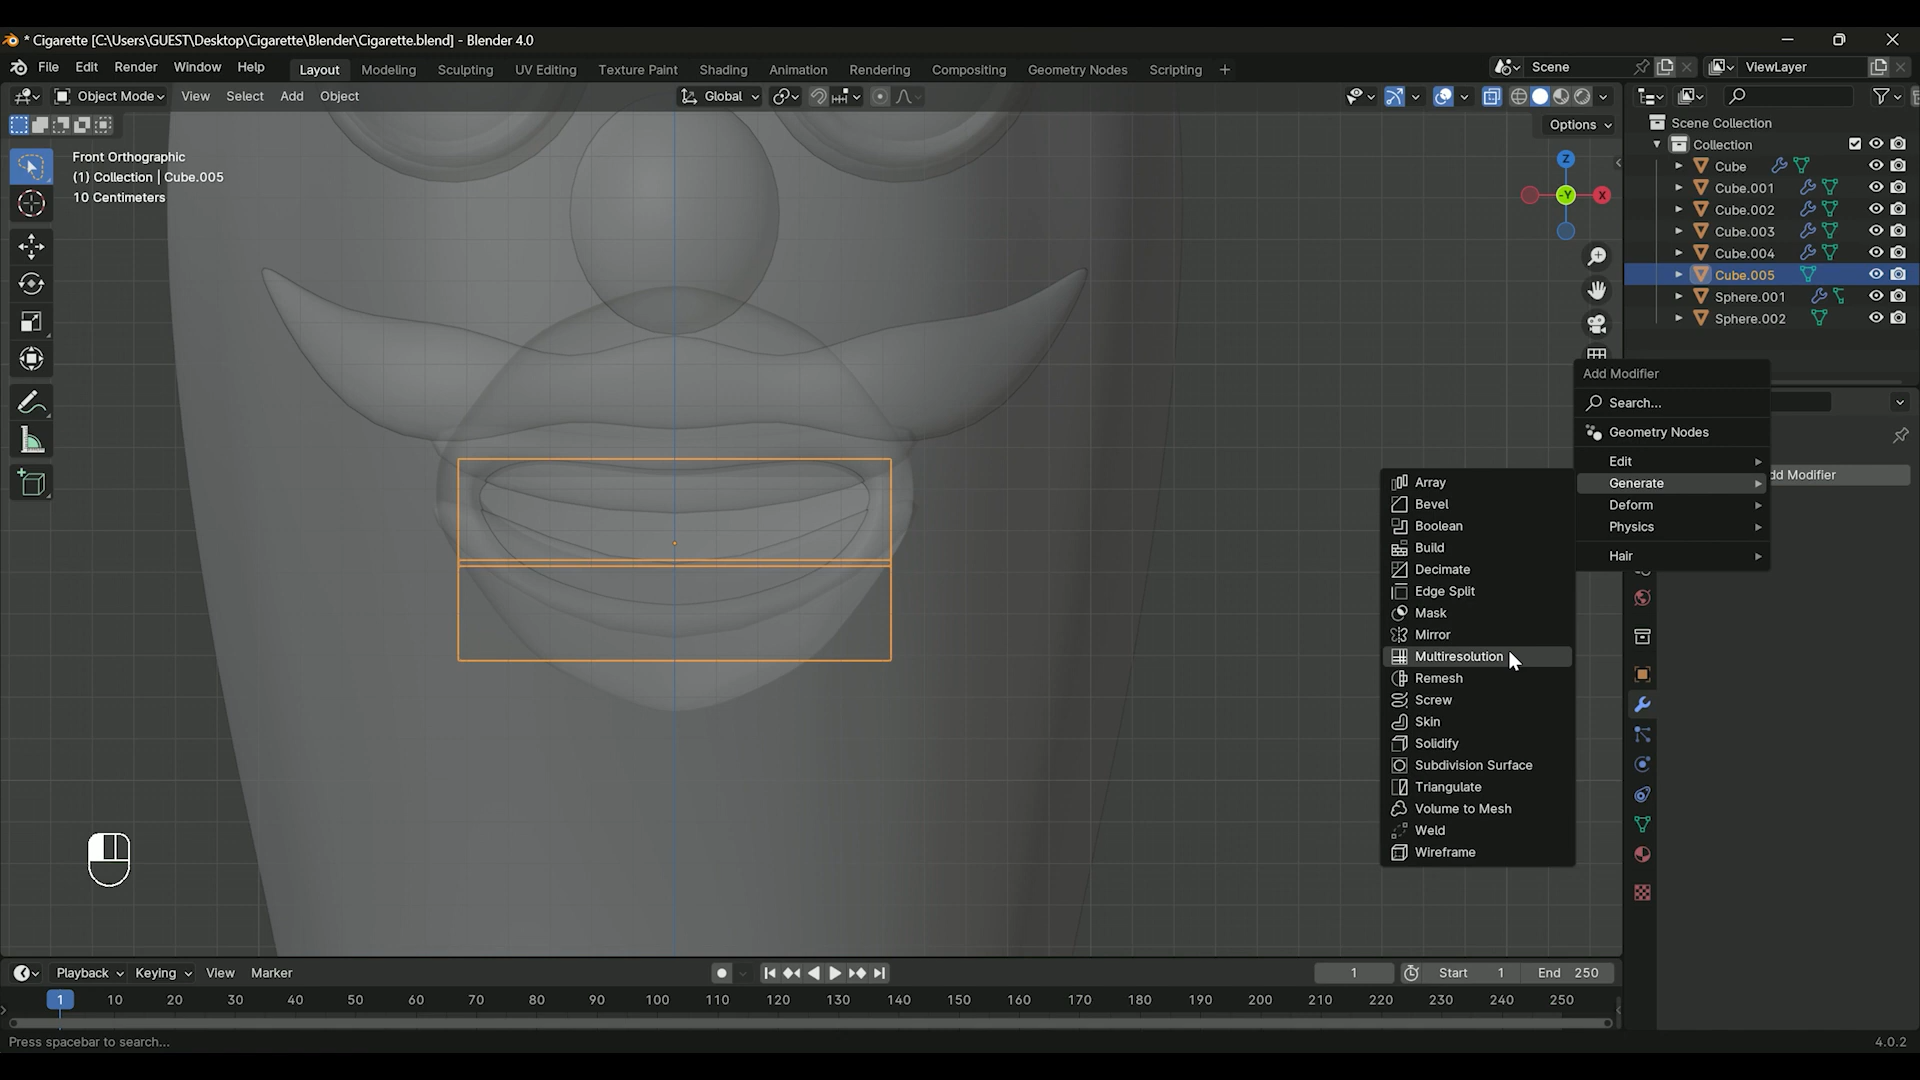 * Cigarette [C:\Users\GUEST\Desktop\Cigarette\Blender\Cigarette.blend] - Blender 4.0
File Edit Render Window Help Layout Modeling Sculpting UV Editing Texture Paint Shading Animation Rendering Compositing Geometry Nodes Scripting + Scene ViewLayer
Object Mode View Select Add Object Global
Options
Front Orthographic
(1) Collection | Cube.005
10 Centimeters
Z
-Y
X
Scene Collection
Collection
Cube
Cube.001
Cube.002
Cube.003
Cube.004
Cube.005
Sphere.001
Sphere.002
Add Modifier
Search...
Geometry Nodes
Edit
Generate
Deform
Physics
Hair
dd Modifier
Array
Bevel
Boolean
Build
Decimate
Edge Split
Mask
Mirror
Multiresolution
Remesh
Screw
Skin
Solidify
Subdivision Surface
Triangulate
Volume to Mesh
Weld
Wireframe
Playback Keying View Marker 1 Start 1 End 250
1 10 20 30 40 50 60 70 80 90 100 110 120 130 140 150 160 170 180 190 200 210 220 230 240 250
Press spacebar to search...
4.0.2